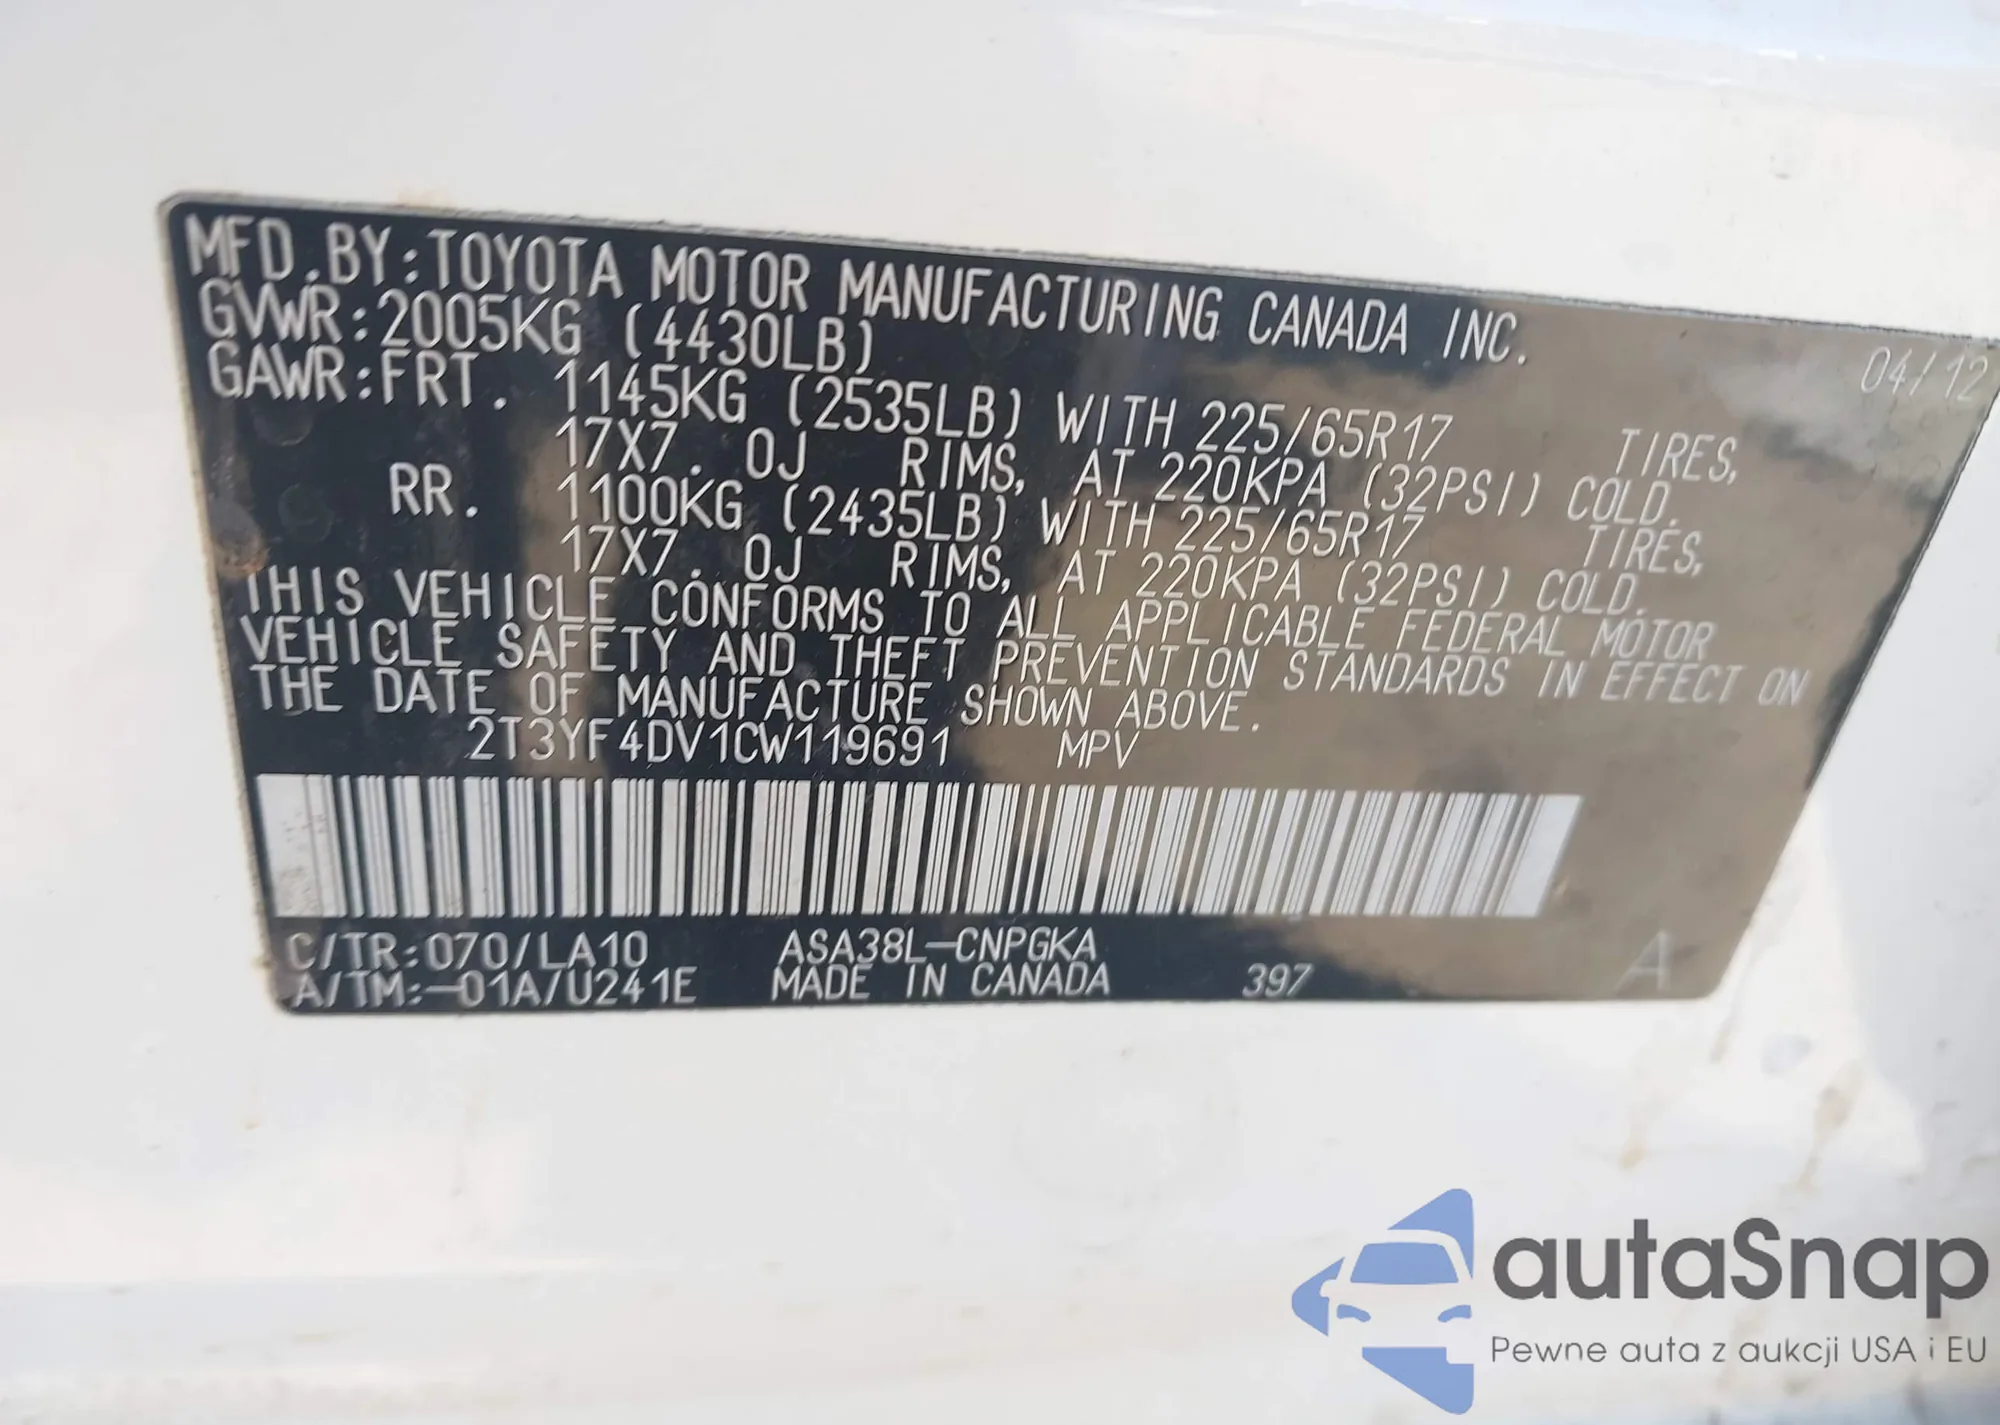 MFD.BY:TOYOTA MOTOR MANUFACTURING CANADA INC. 04/12
GVWR:2005KG (4430LB)
GAWR:FRT. 1145KG (2535LB) WITH 225/65R17 TIRES,
17X7.0J RIMS, AT 220KPA (32PSI) COLD.
RR. 1100KG (2435LB) WITH 225/65R17 TIRES,
17X7.0J RIMS, AT 220KPA (32PSI) COLD.
THIS VEHICLE CONFORMS TO ALL APPLICABLE FEDERAL MOTOR
VEHICLE SAFETY AND THEFT PREVENTION STANDARDS IN EFFECT ON
THE DATE OF MANUFACTURE SHOWN ABOVE.
2T3YF4DV1CW119691 MPV
C/TR:070/LA10 ASA38L-CNPGKA
A/TM:-01A/U241E MADE IN CANADA 397 A
autaSnap
Pewne auta z aukcji USA i EU